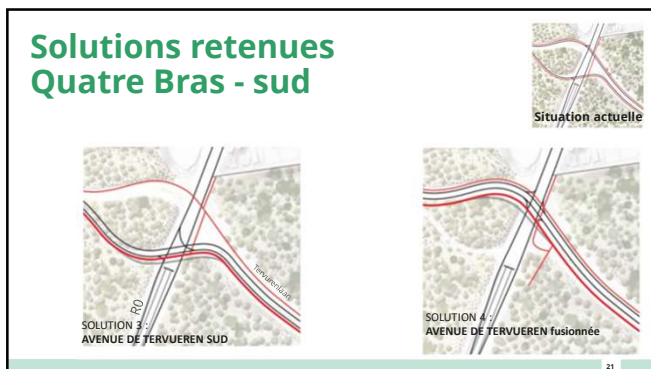 Solutions retenues
Quatre Bras - sud
Situation actuelle
Tervurenlaan
R0
SOLUTION 3 :
AVENUE DE TERVUEREN SUD
SOLUTION 4 :
AVENUE DE TERVUEREN fusionnée
21